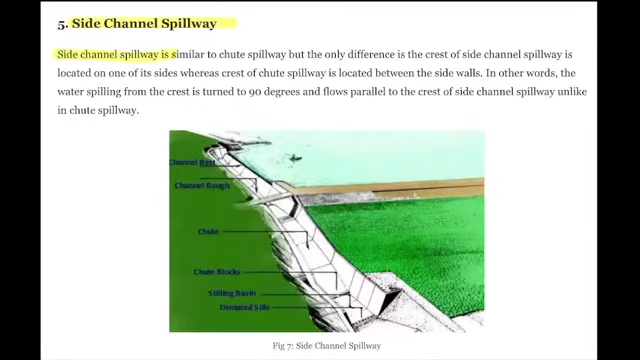 5. Side Channel Spillway
Side channel spillway is similar to chute spillway but the only difference is the crest of side channel spillway is
located on one of its sides whereas crest of chute spillway is located between the side walls. In other words, the
water spilling from the crest is turned to 90 degrees and flows parallel to the crest of side channel spillway unlike
in chute spillway.
Channel Rest
Channel Rough
Chute
Chute Blocks
Stilling Basin
Dentated Sills
Fig 7: Side Channel Spillway